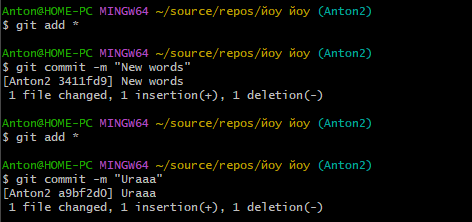 Anton@HOME-PC MINGW64 ~/source/repos/йоу йоу (Anton2)
$ git add *
Anton@HOME-PC MINGW64 ~/source/repos/йоу йоу (Anton2)
$ git commit -m "New words"
[Anton2 3411fd9] New words
 1 file changed, 1 insertion(+), 1 deletion(-)
Anton@HOME-PC MINGW64 ~/source/repos/йоу йоу (Anton2)
$ git add *
Anton@HOME-PC MINGW64 ~/source/repos/йоу йоу (Anton2)
$ git commit -m "Uraaa"
[Anton2 a9bf2d0] Uraaa
 1 file changed, 1 insertion(+), 1 deletion(-)